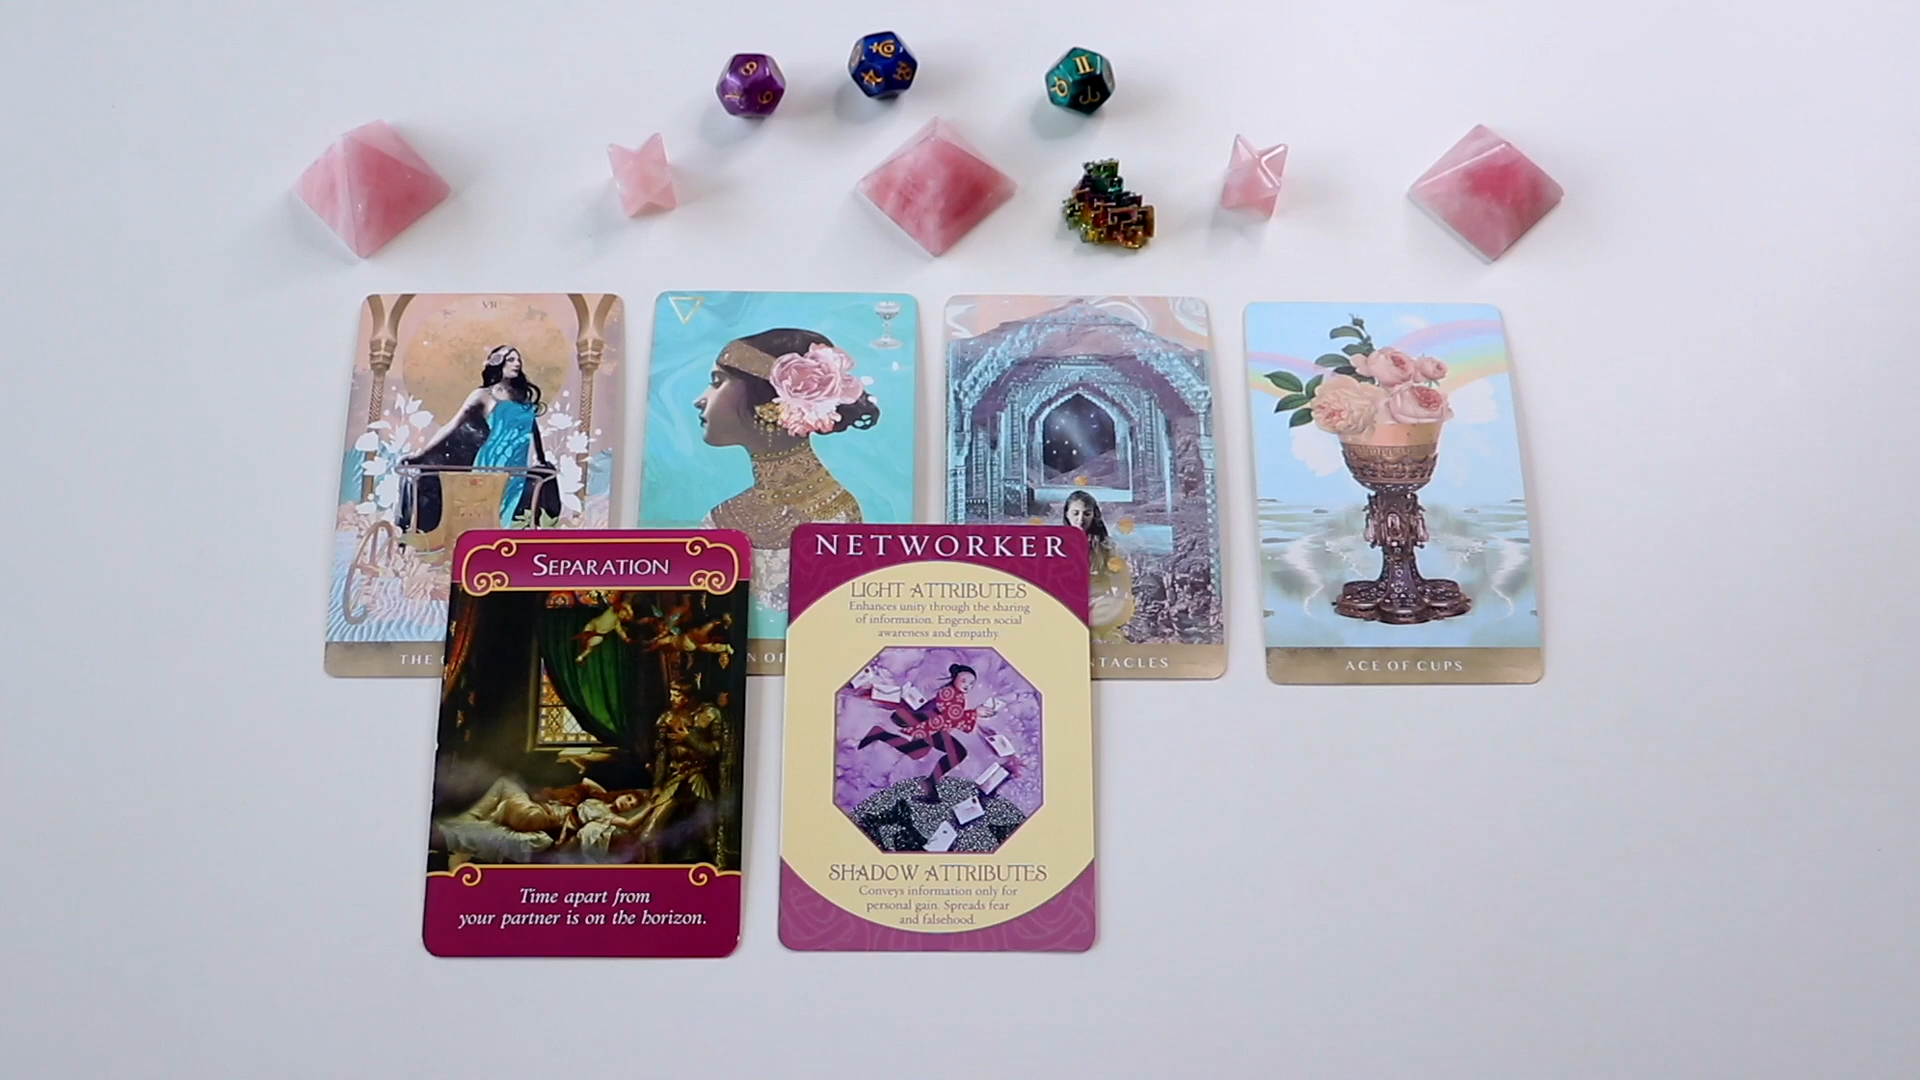 VII
THE
N OF
NTACLES
ACE OF CUPS
SEPARATION
Time apart from
your partner is on the horizon.
NETWORKER
LIGHT ATTRIBUTES
Enhances unity through the sharing
of information. Engenders social
awareness and empathy.
SHADOW ATTRIBUTES
Conveys information only for
personal gain. Spreads fear
and falsehood.